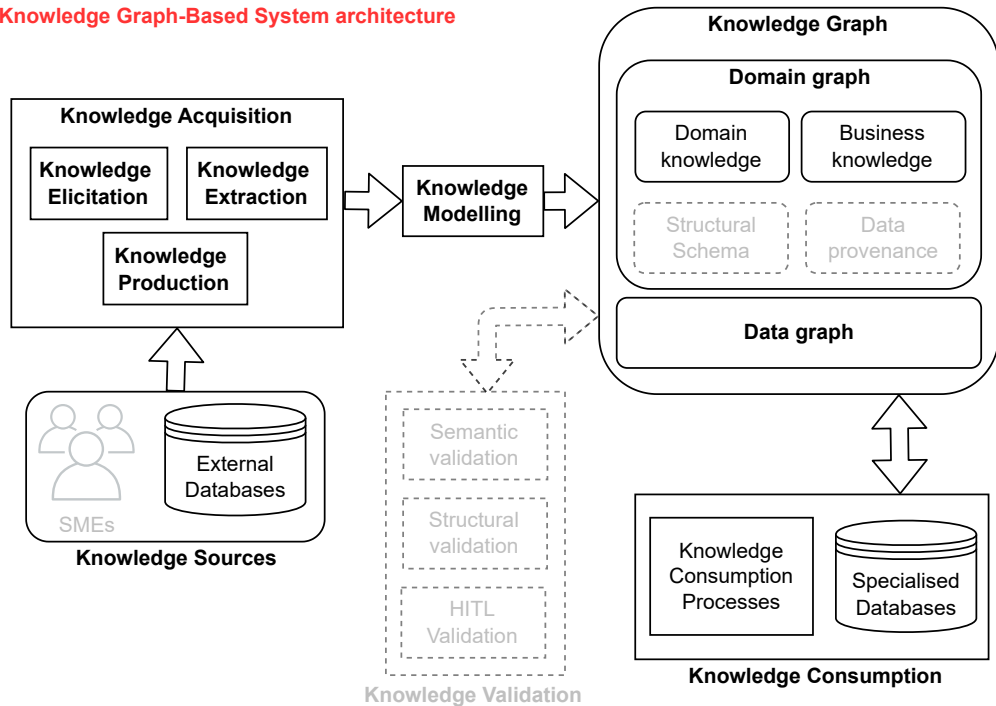 Knowledge Graph-Based System architecture
Knowledge Acquisition
Knowledge
Elicitation
Knowledge
Extraction
Knowledge
Production
Knowledge
Modelling
Knowledge Graph
Domain graph
Domain
knowledge
Business
knowledge
Structural
Schema
Data
provenance
Data graph
SMEs
External
Databases
Knowledge Sources
Semantic
validation
Structural
validation
HITL
Validation
Knowledge Validation
Knowledge
Consumption
Processes
Specialised
Databases
Knowledge Consumption